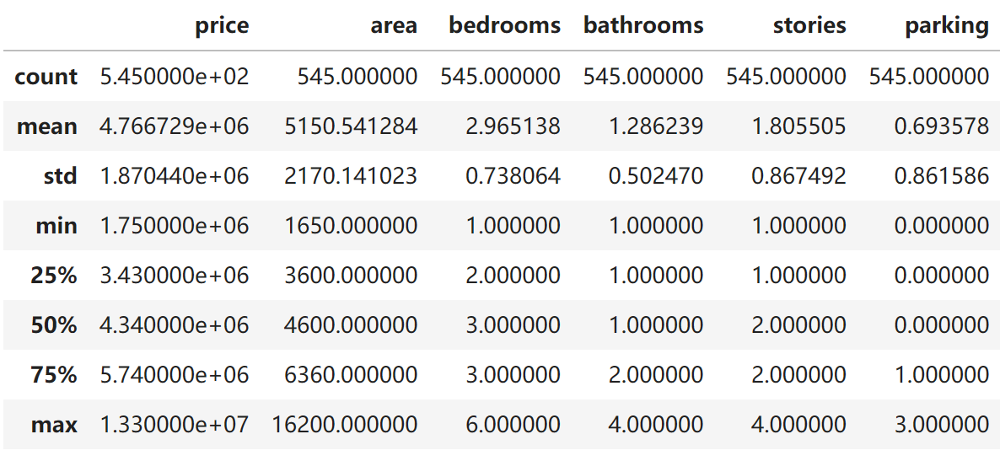 price area bedrooms bathrooms stories parking
count 5.450000e+02 545.000000 545.000000 545.000000 545.000000 545.000000
mean 4.766729e+06 5150.541284 2.965138 1.286239 1.805505 0.693578
std 1.870440e+06 2170.141023 0.738064 0.502470 0.867492 0.861586
min 1.750000e+06 1650.000000 1.000000 1.000000 1.000000 0.000000
25% 3.430000e+06 3600.000000 2.000000 1.000000 1.000000 0.000000
50% 4.340000e+06 4600.000000 3.000000 1.000000 2.000000 0.000000
75% 5.740000e+06 6360.000000 3.000000 2.000000 2.000000 1.000000
max 1.330000e+07 16200.000000 6.000000 4.000000 4.000000 3.000000